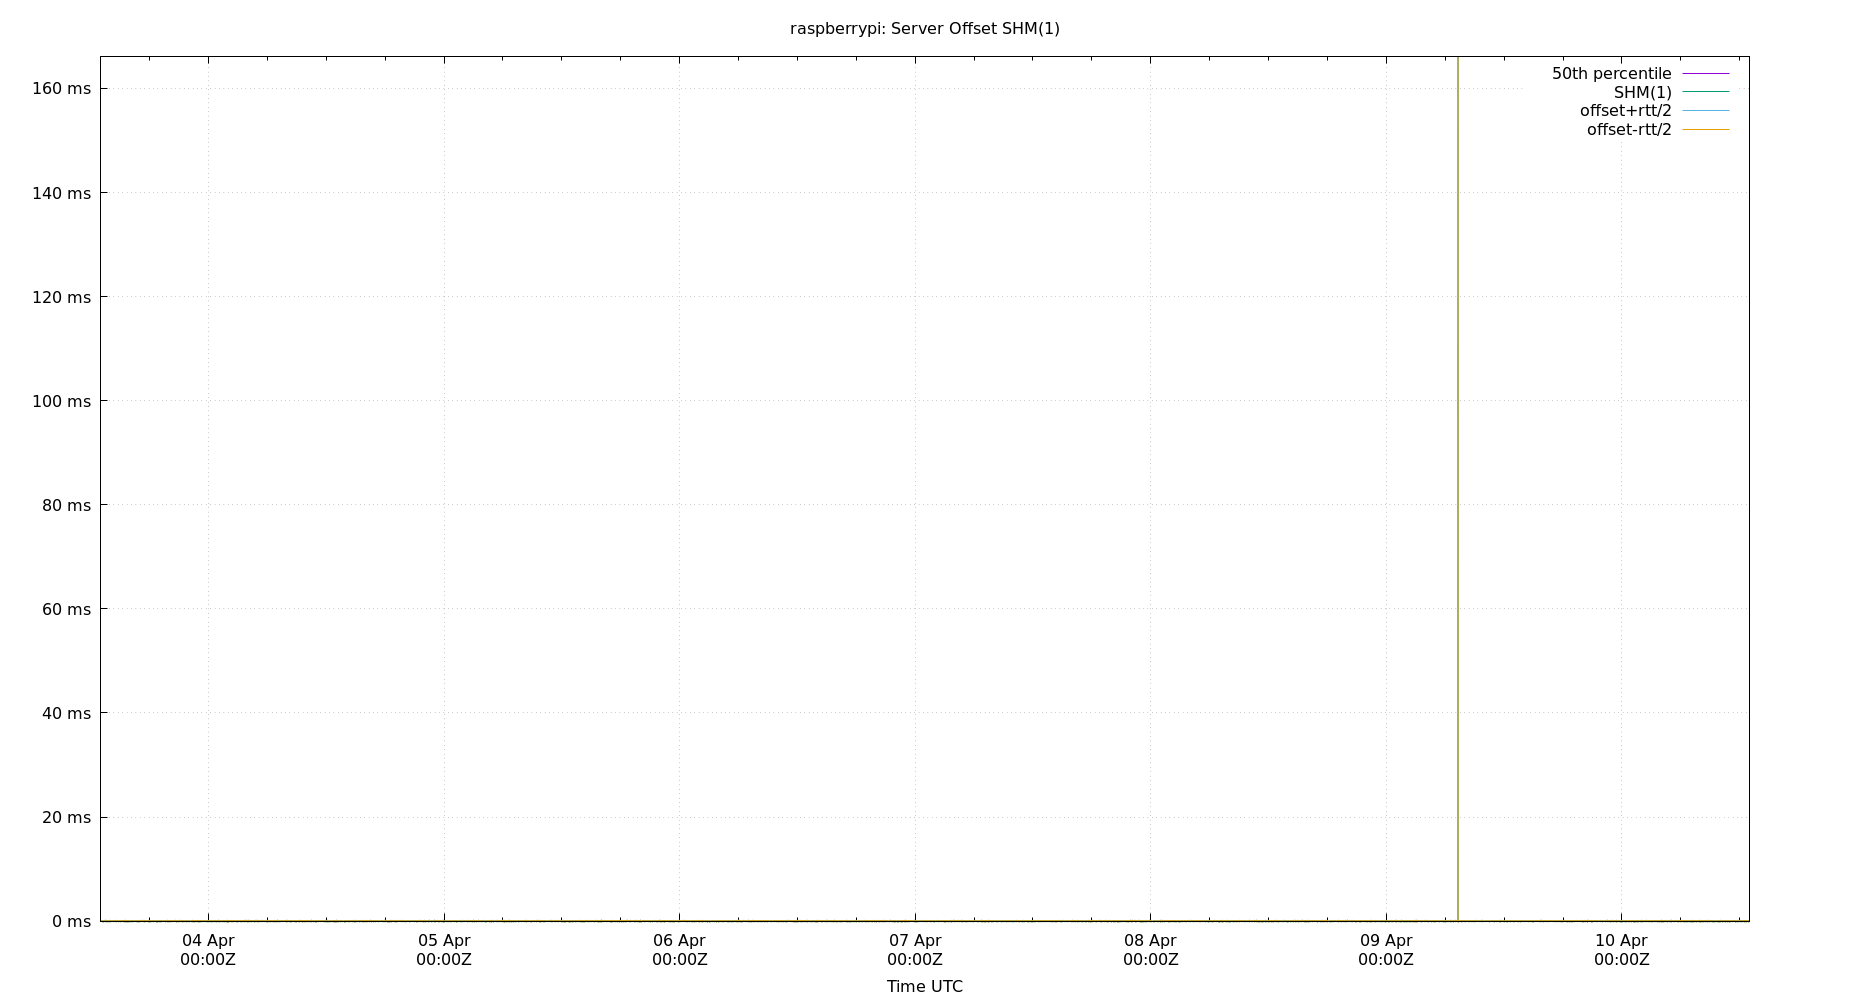 raspberrypi: Server Offset SHM(1)
160 ms
140 ms
120 ms
100 ms
80 ms
60 ms
40 ms
20 ms
0 ms
50th percentile
SHM(1)
offset+rtt/2
offset-rtt/2
04 Apr 05 Apr 06 Apr 07 Apr 08 Apr 09 Apr 10 Apr
00:00Z 00:00Z 00:00Z 00:00Z 00:00Z 00:00Z 00:00Z
Time UTC